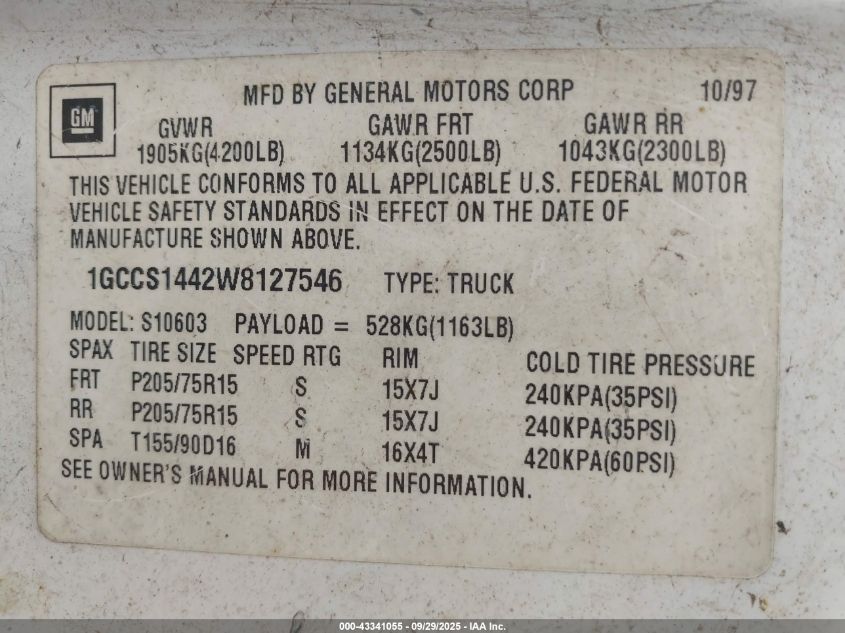 GM
MFD BY GENERAL MOTORS CORP 10/97
GVWR GAWR FRT GAWR RR
1905KG(4200LB) 1134KG(2500LB) 1043KG(2300LB)
THIS VEHICLE CONFORMS TO ALL APPLICABLE U.S. FEDERAL MOTOR
VEHICLE SAFETY STANDARDS IN EFFECT ON THE DATE OF
MANUFACTURE SHOWN ABOVE.
1GCCS1442W8127546 TYPE: TRUCK
MODEL: S10603 PAYLOAD = 528KG(1163LB)
SPAX TIRE SIZE SPEED RTG RIM COLD TIRE PRESSURE
FRT P205/75R15 S 15X7J 240KPA(35PSI)
RR P205/75R15 S 15X7J 240KPA(35PSI)
SPA T155/90D16 M 16X4T 420KPA(60PSI)
SEE OWNER'S MANUAL FOR MORE INFORMATION.
000-43341055 - 09/29/2025 - IAA Inc.